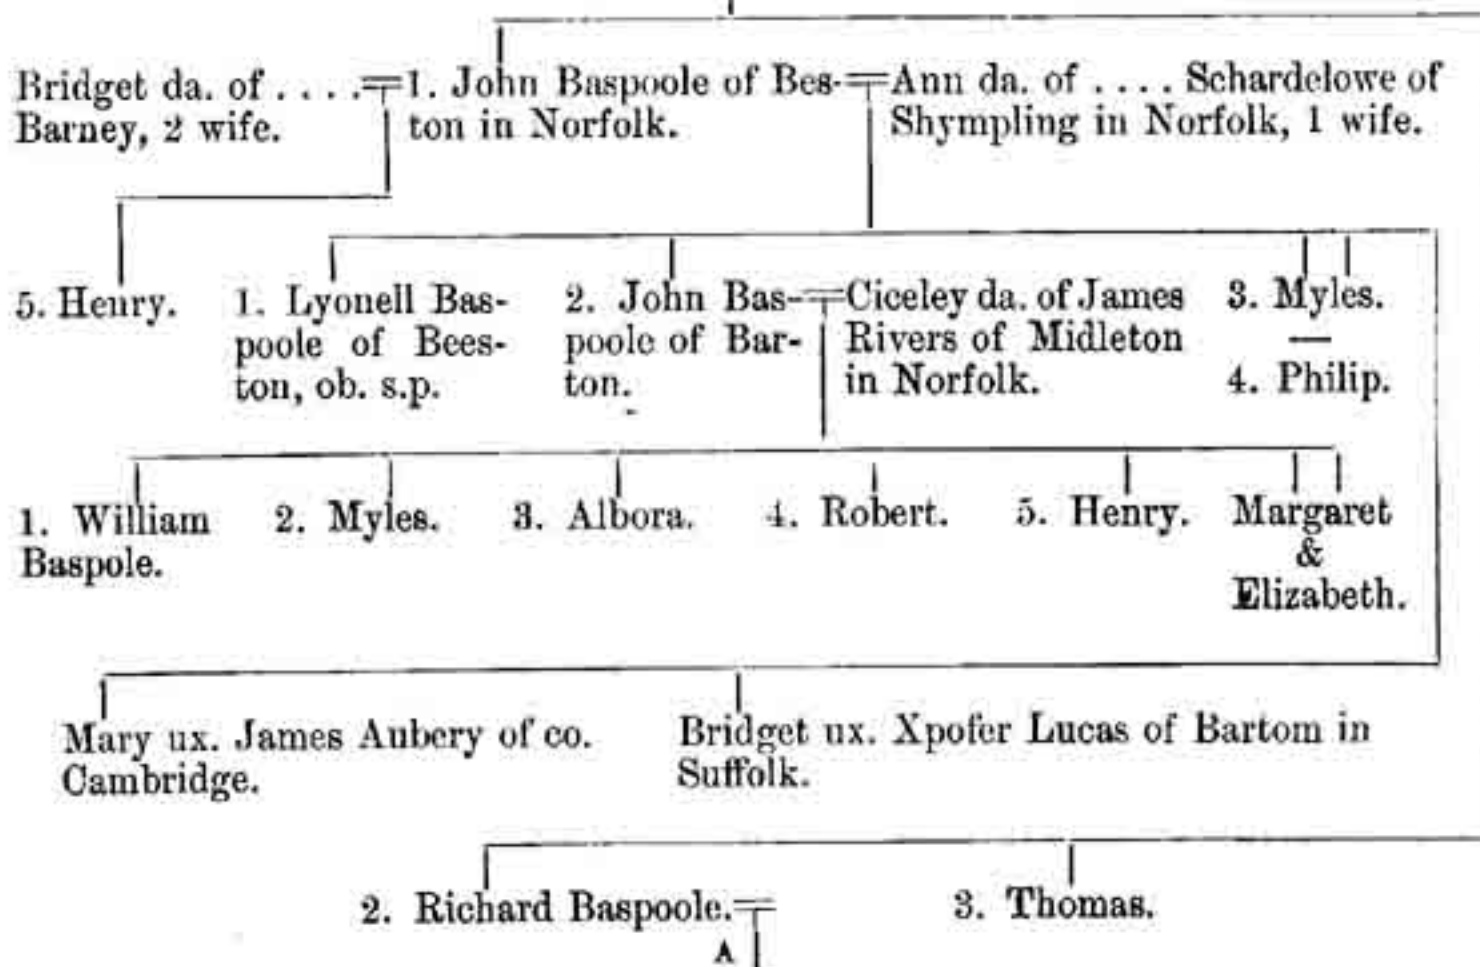 Bridget da. of . . . .
Barney, 2 wife.
1. John Baspoole of Bes-
ton in Norfolk.
Ann da. of . . . . Schardelowe of
Shympling in Norfolk, 1 wife.
5. Henry.
1. Lyonell Bas-
poole of Bees-
ton, ob. s.p.
2. John Bas-
poole of Bar-
ton.
Ciceley da. of James
Rivers of Midleton
in Norfolk.
3. Myles.
—
4. Philip.
1. William
Baspole.
2. Myles.
3. Albora.
4. Robert.
5. Henry.
Margaret
&
Elizabeth.
Mary ux. James Aubery of co.
Cambridge.
Bridget ux. Xpofer Lucas of Bartom in
Suffolk.
2. Richard Baspoole.
3. Thomas.
A